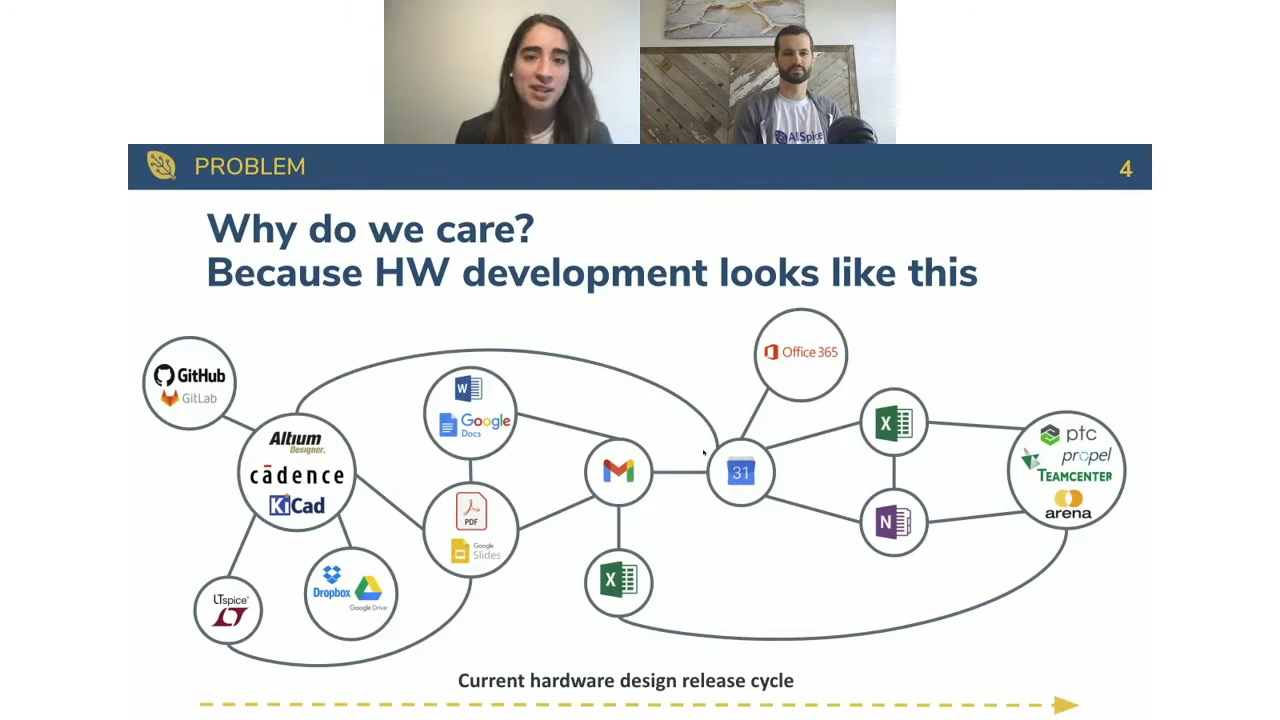 AllSpice
PROBLEM
4
Why do we care?
Because HW development looks like this
Office 365
GitHub
GitLab
W
Google
Docs
Altium
Designer.
cādence
KiCad
31
X
ptc
propel
TEAMCENTER
arena
PDF
Google
Slides
N
X
LTspice
Dropbox
Google Drive
Current hardware design release cycle